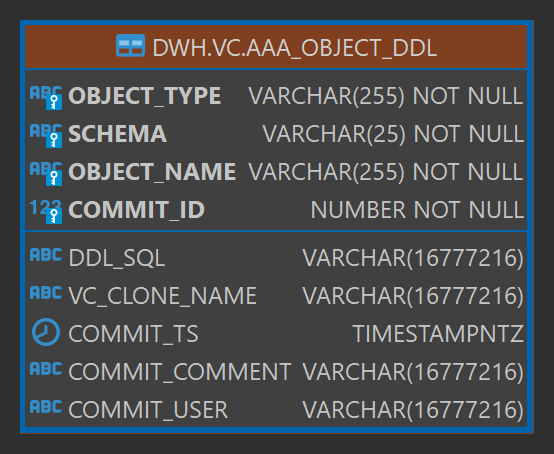 DWH.VC.AAA_OBJECT_DDL
ABC OBJECT_TYPE VARCHAR(255) NOT NULL
ABC SCHEMA VARCHAR(25) NOT NULL
ABC OBJECT_NAME VARCHAR(255) NOT NULL
123 COMMIT_ID NUMBER NOT NULL
ABC DDL_SQL VARCHAR(16777216)
ABC VC_CLONE_NAME VARCHAR(16777216)
COMMIT_TS TIMESTAMPNTZ
ABC COMMIT_COMMENT VARCHAR(16777216)
ABC COMMIT_USER VARCHAR(16777216)